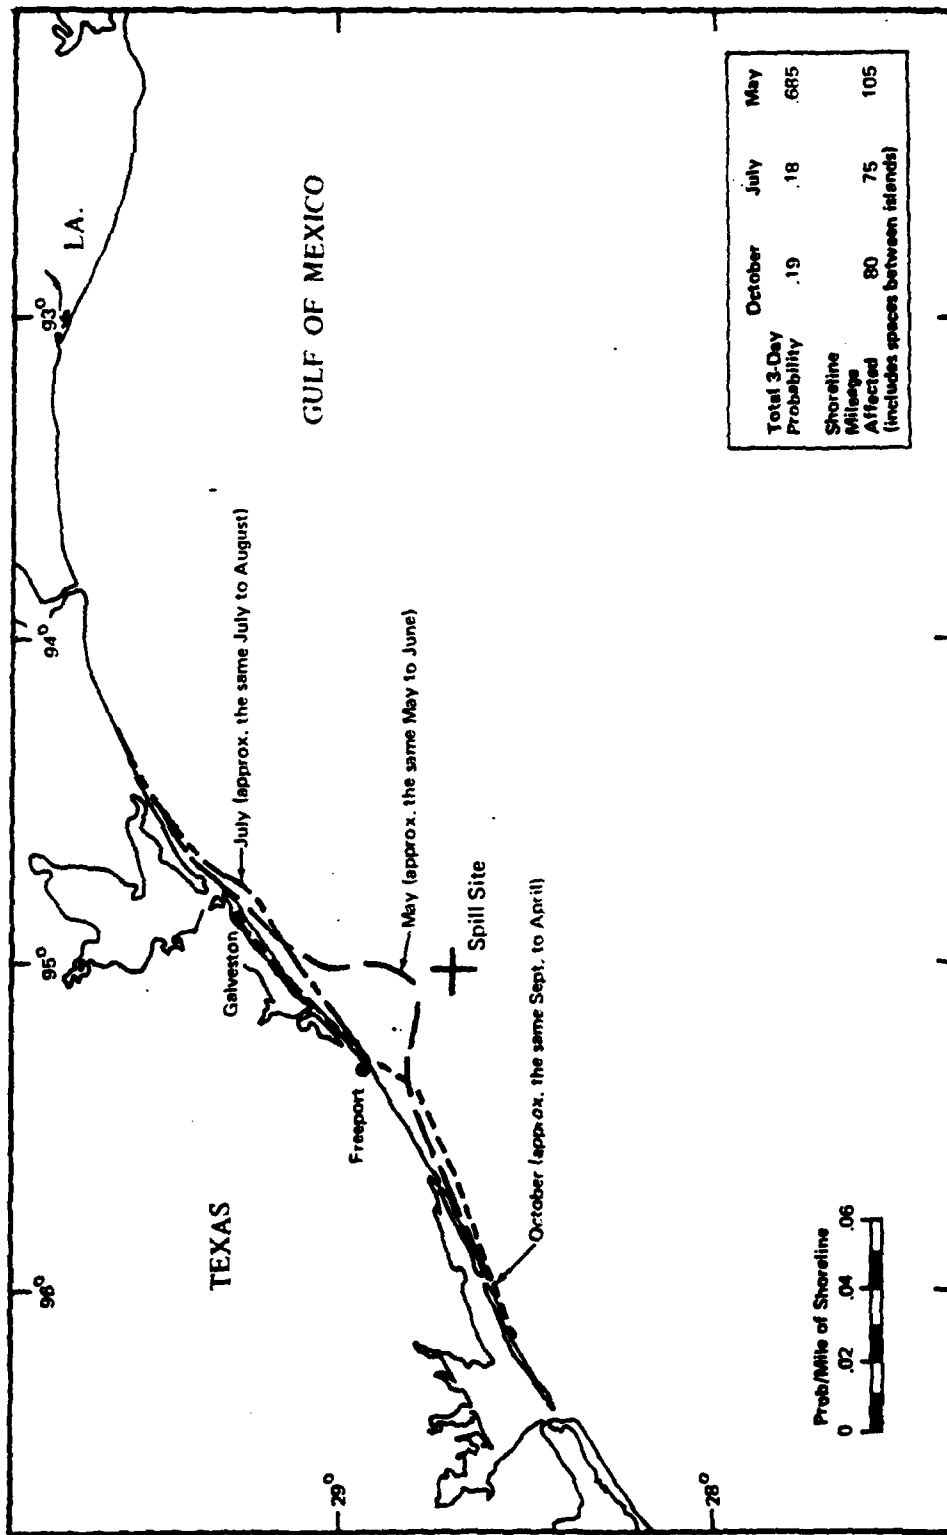 96°
95°
94°
93°
LA.
TEXAS
GULF OF MEXICO
Galveston
Freeport
July (approx. the same July to August)
May (approx. the same May to June)
Spill Site
October (approx. the same Sept. to April)
29°
28°
Prob/Mile of Shoreline
0 .02 .04 .06
October July May
Total 3-Day
Probability .19 .18 .685
Shoreline
Mileage
Affected 80 75 105
(includes spaces between islands)